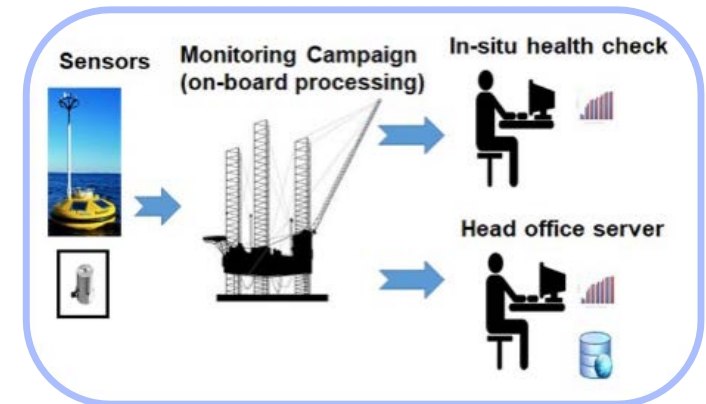 Sensors
Monitoring Campaign
(on-board processing)
In-situ health check
Head office server